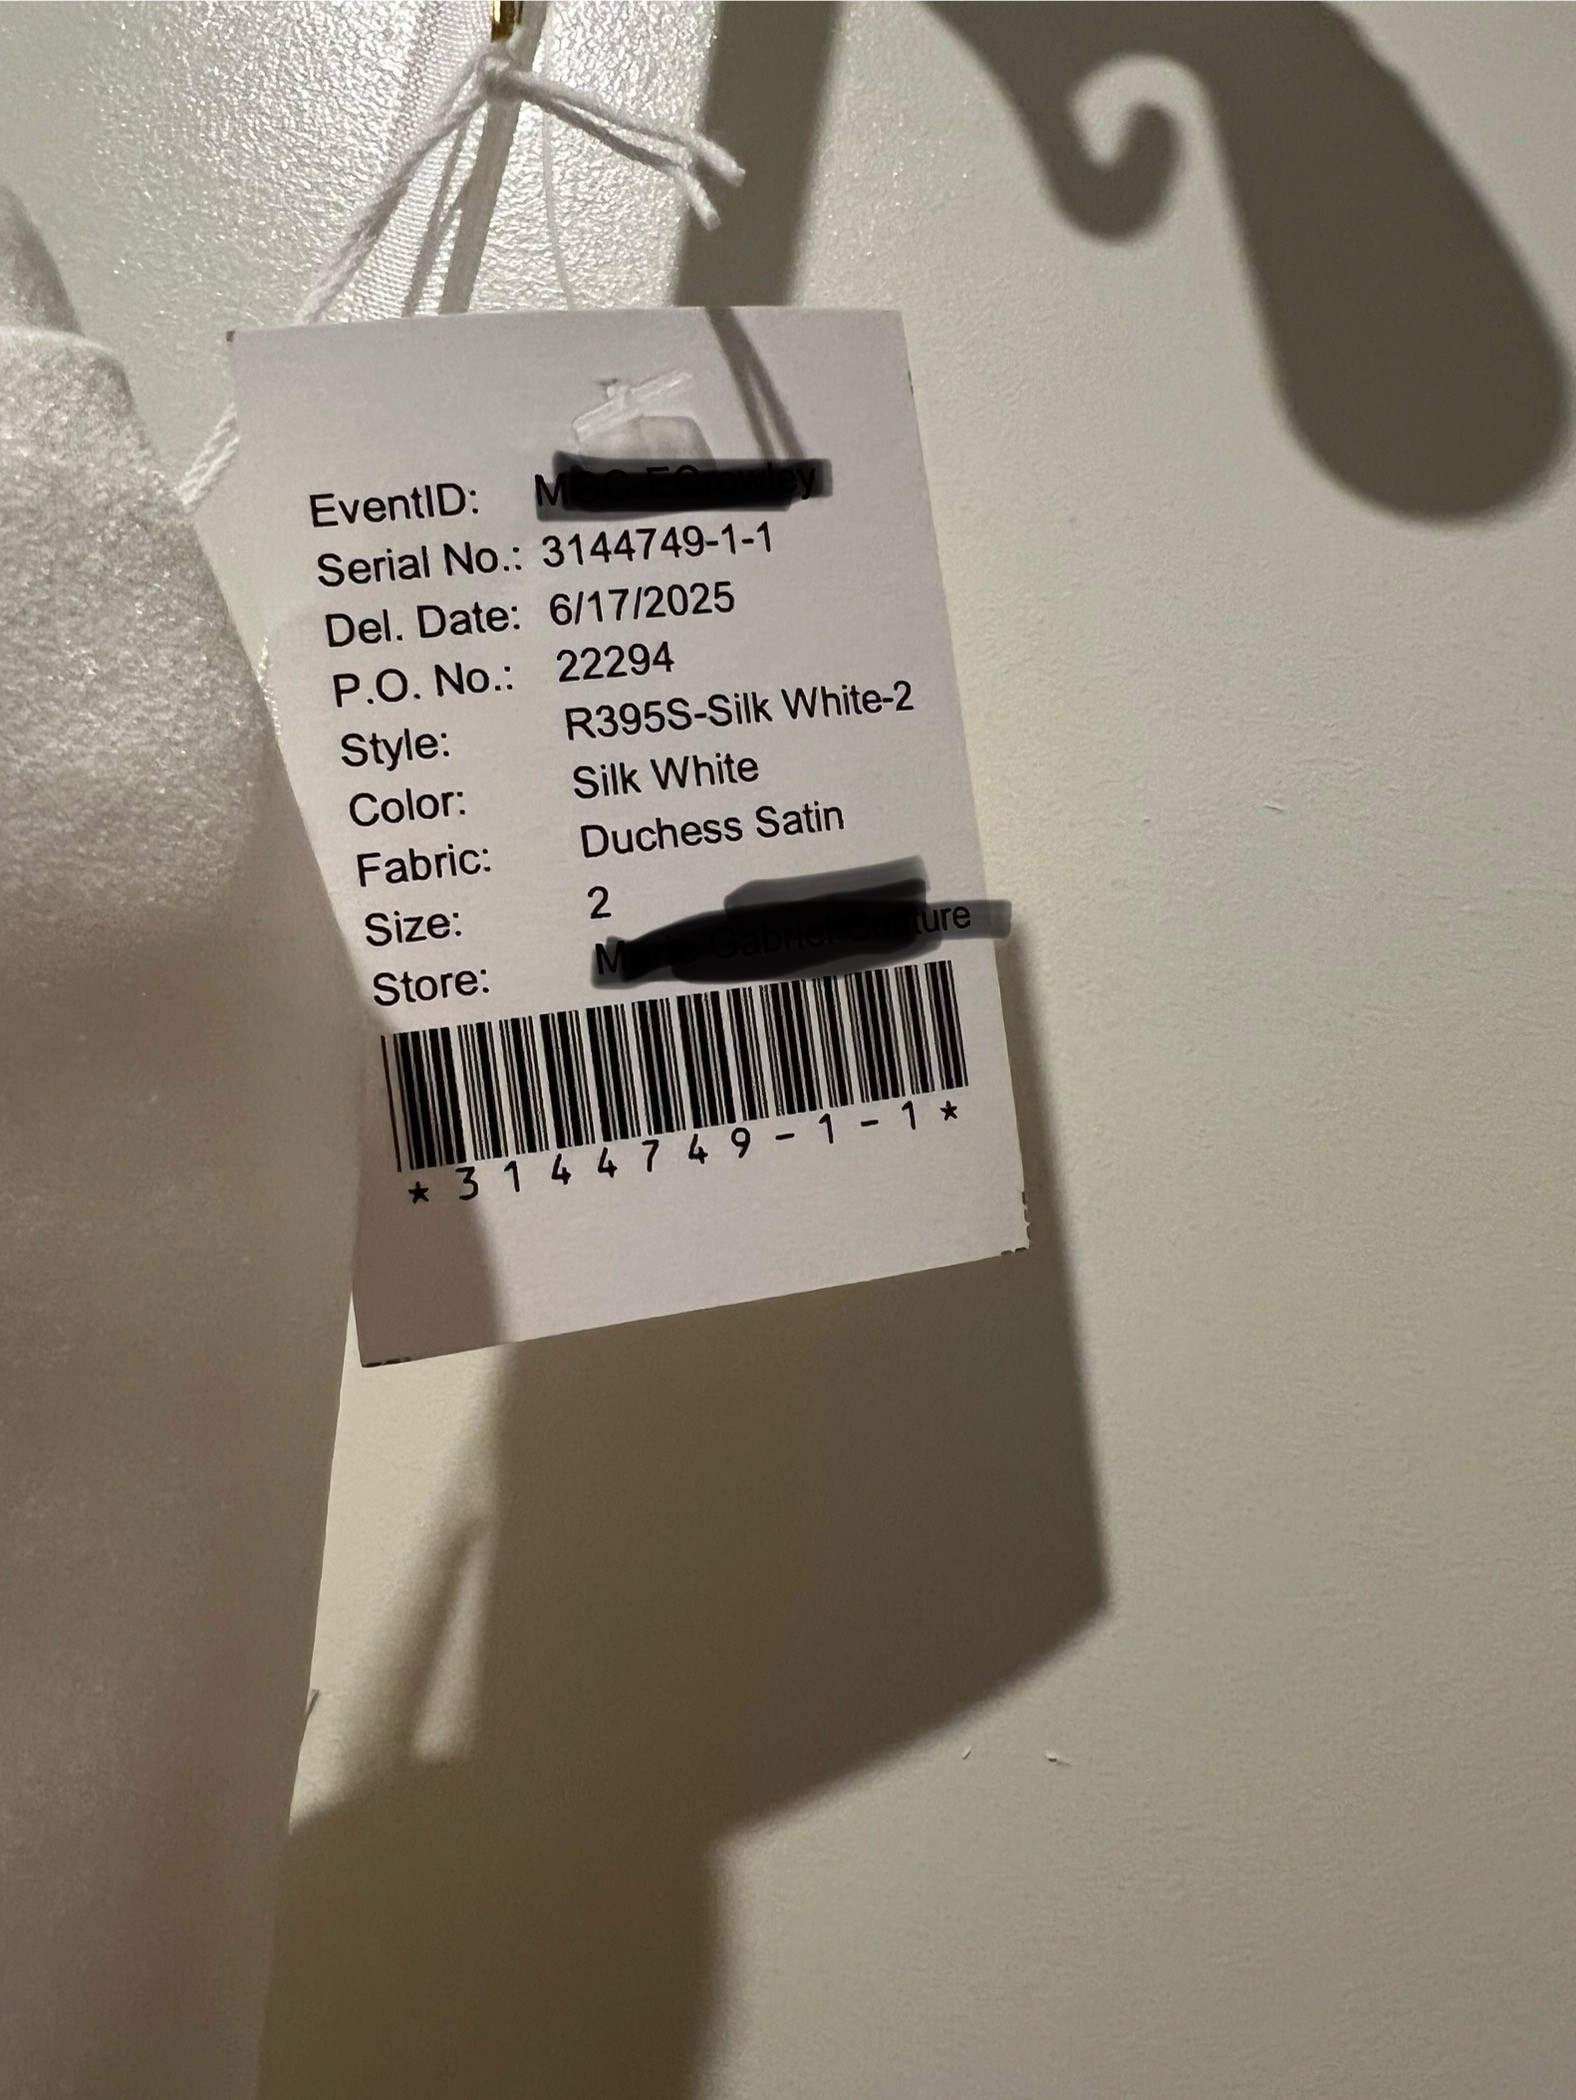 EventID:
Serial No.: 3144749-1-1
Del. Date: 6/17/2025
P.O. No.: 22294
Style: R395S-Silk White-2
Color: Silk White
Fabric: Duchess Satin
Size: 2
Store:
*3144749-1-1*